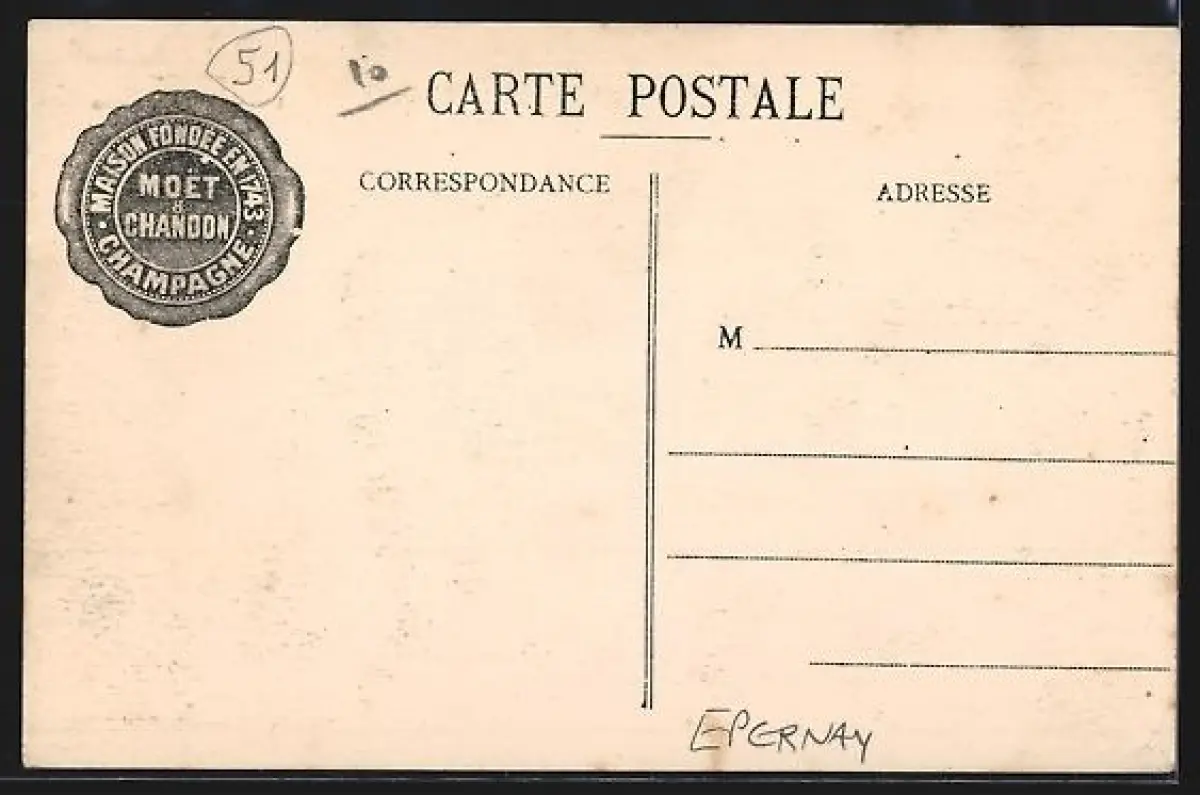 51
10
CARTE POSTALE
MAISON FONDÉE EN 1743
MOËT
&
CHANDON
CHAMPAGNE
CORRESPONDANCE
ADRESSE
M
EPERNAY